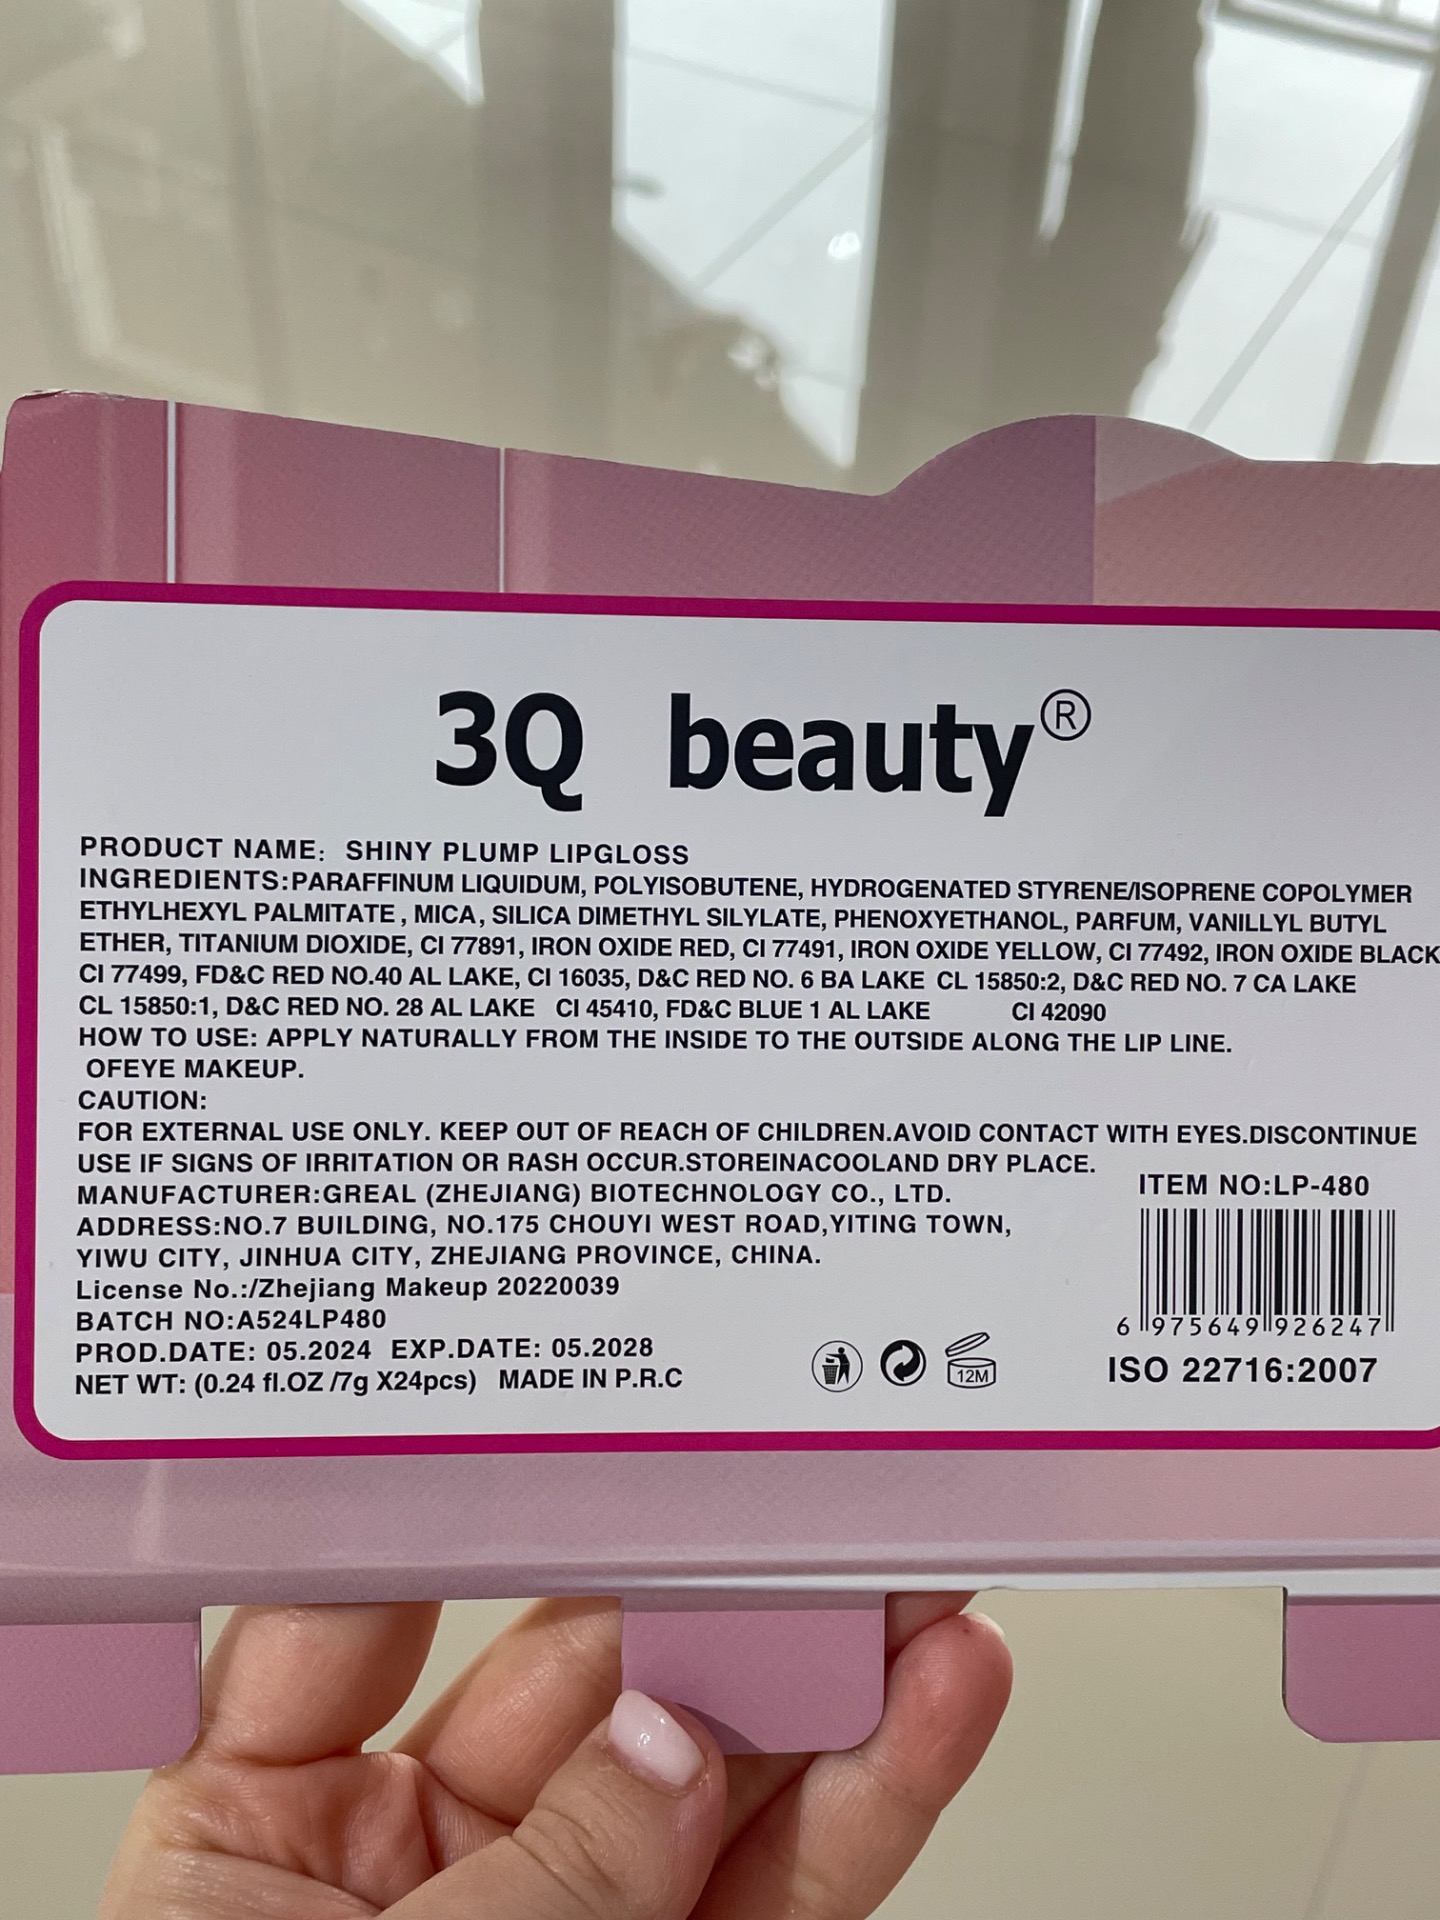 3Q beauty®
PRODUCT NAME: SHINY PLUMP LIPGLOSS
INGREDIENTS:PARAFFINUM LIQUIDUM, POLYISOBUTENE, HYDROGENATED STYRENE/ISOPRENE COPOLYMER
ETHYLHEXYL PALMITATE, MICA, SILICA DIMETHYL SILYLATE, PHENOXYETHANOL, PARFUM, VANILLYL BUTYL
ETHER, TITANIUM DIOXIDE, CI 77891, IRON OXIDE RED, CI 77491, IRON OXIDE YELLOW, CI 77492, IRON OXIDE BLACK
CI 77499, FD&C RED NO.40 AL LAKE, CI 16035, D&C RED NO. 6 BA LAKE CL 15850:2, D&C RED NO. 7 CA LAKE
CL 15850:1, D&C RED NO. 28 AL LAKE CI 45410, FD&C BLUE 1 AL LAKE CI 42090
HOW TO USE: APPLY NATURALLY FROM THE INSIDE TO THE OUTSIDE ALONG THE LIP LINE.
OFEYE MAKEUP.
CAUTION:
FOR EXTERNAL USE ONLY. KEEP OUT OF REACH OF CHILDREN.AVOID CONTACT WITH EYES.DISCONTINUE
USE IF SIGNS OF IRRITATION OR RASH OCCUR.STOREINACOOLAND DRY PLACE.
MANUFACTURER:GREAL (ZHEJIANG) BIOTECHNOLOGY CO., LTD.
ADDRESS:NO.7 BUILDING, NO.175 CHOUYI WEST ROAD,YITING TOWN,
YIWU CITY, JINHUA CITY, ZHEJIANG PROVINCE, CHINA.
License No.:/Zhejiang Makeup 20220039
BATCH NO:A524LP480
PROD.DATE: 05.2024 EXP.DATE: 05.2028
NET WT: (0.24 fl.OZ /7g X24pcs) MADE IN P.R.C
12M
ITEM NO:LP-480
6 975649 926247
ISO 22716:2007